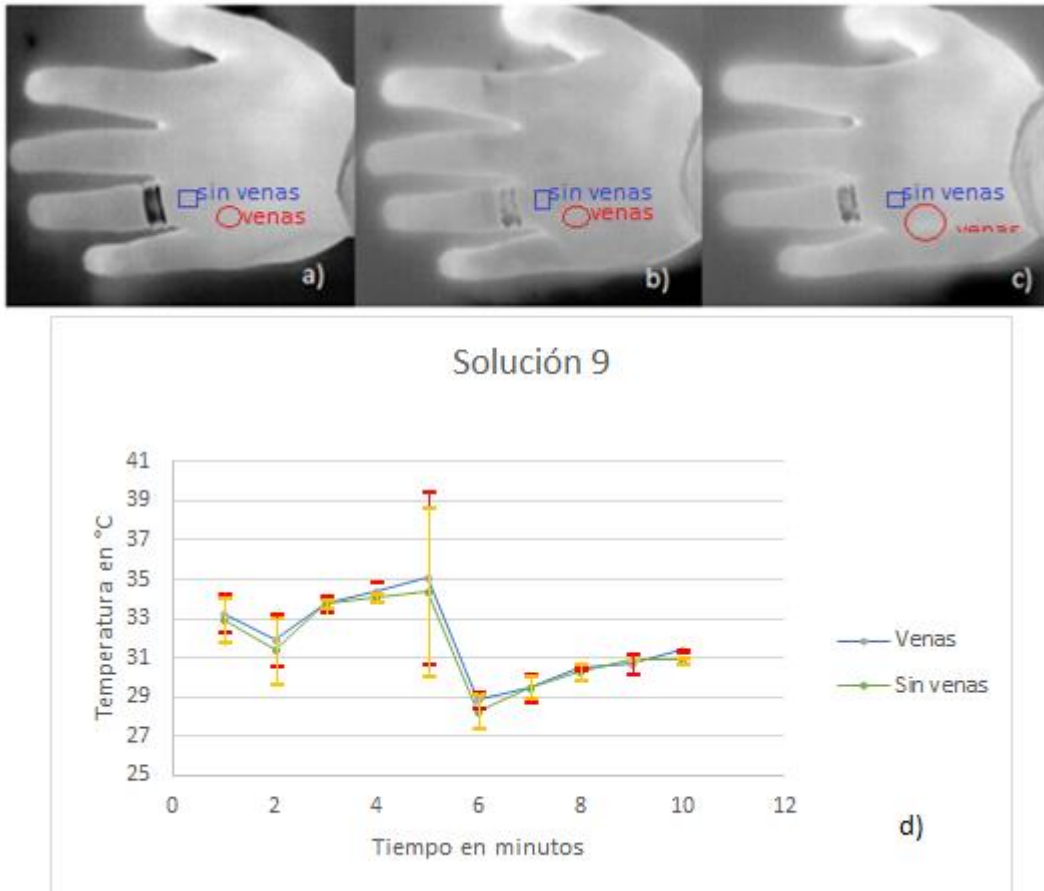 sin venas
venas
a)
sin venas
venas
b)
sin venas
venas
c)
Solución 9
Temperatura en °C
41
39
37
35
33
31
29
27
25
0
2
4
6
8
10
12
Tiempo en minutos
Venas
Sin venas
d)